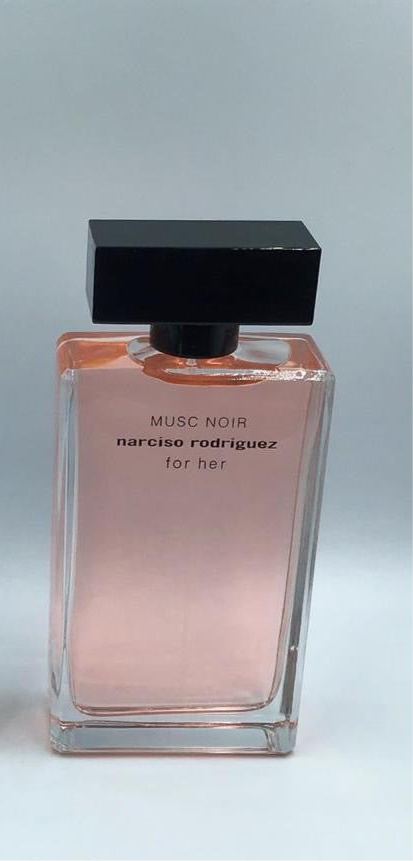 MUSC NOIR
narciso rodriguez
for her